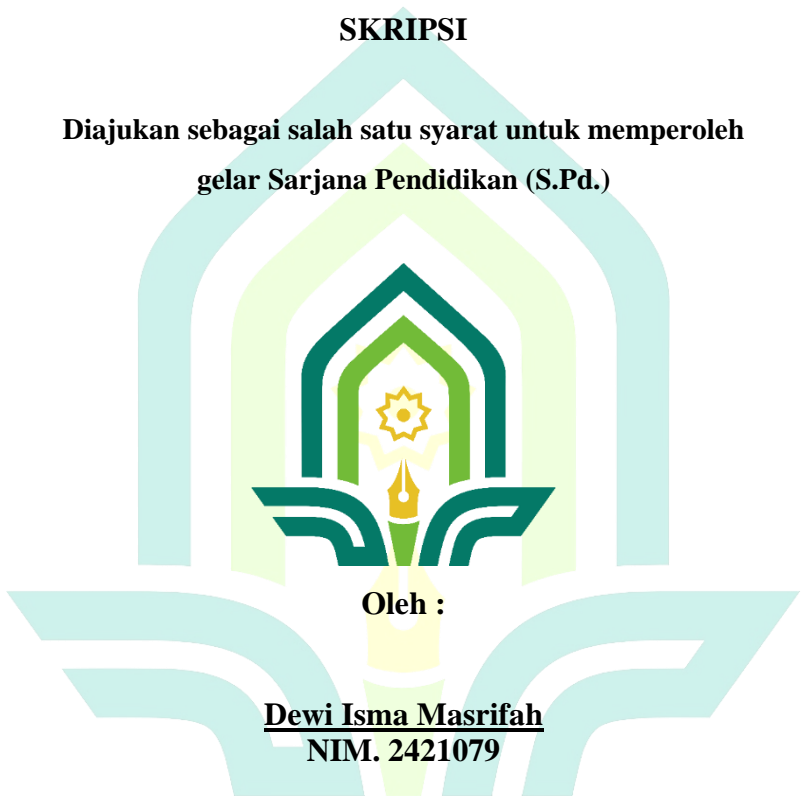 SKRIPSI
Diajukan sebagai salah satu syarat untuk memperoleh
gelar Sarjana Pendidikan (S.Pd.)
Oleh :
Dewi Isma Masrifah
NIM. 2421079